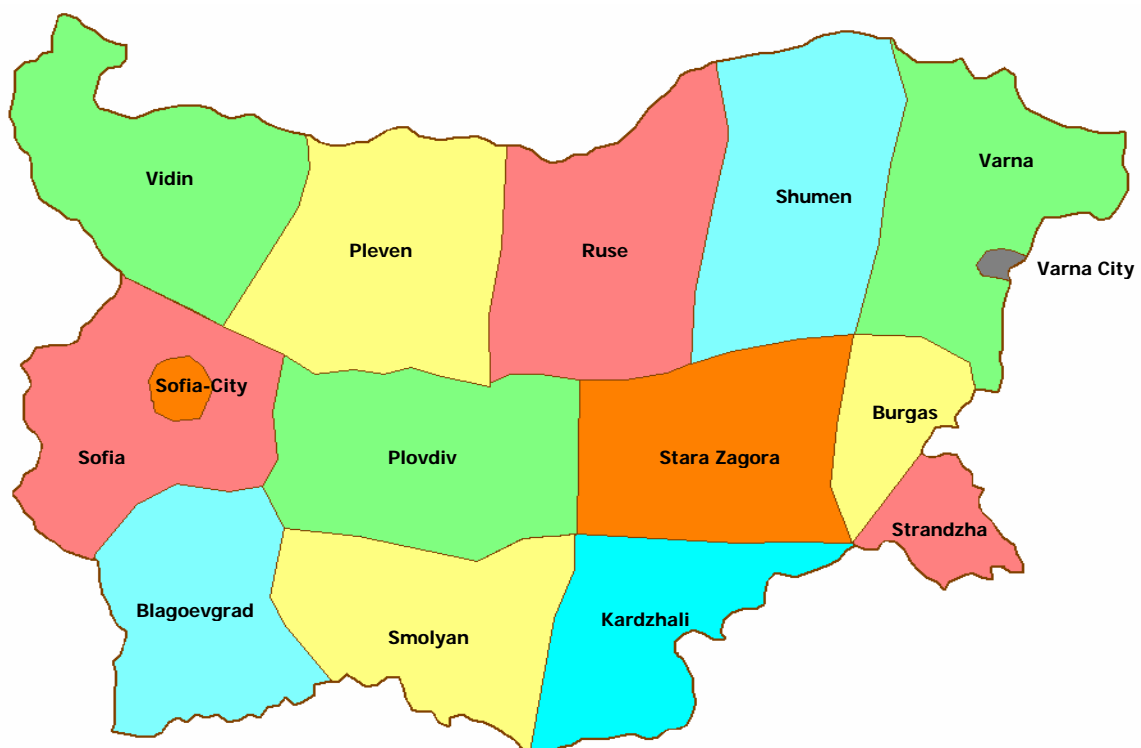 Varna
Vidin
Shumen
Pleven
Ruse
Varna City
Sofia-City
Burgas
Sofia
Plovdiv
Stara Zagora
Strandzha
Blagoevgrad
Kardzhali
Smolyan